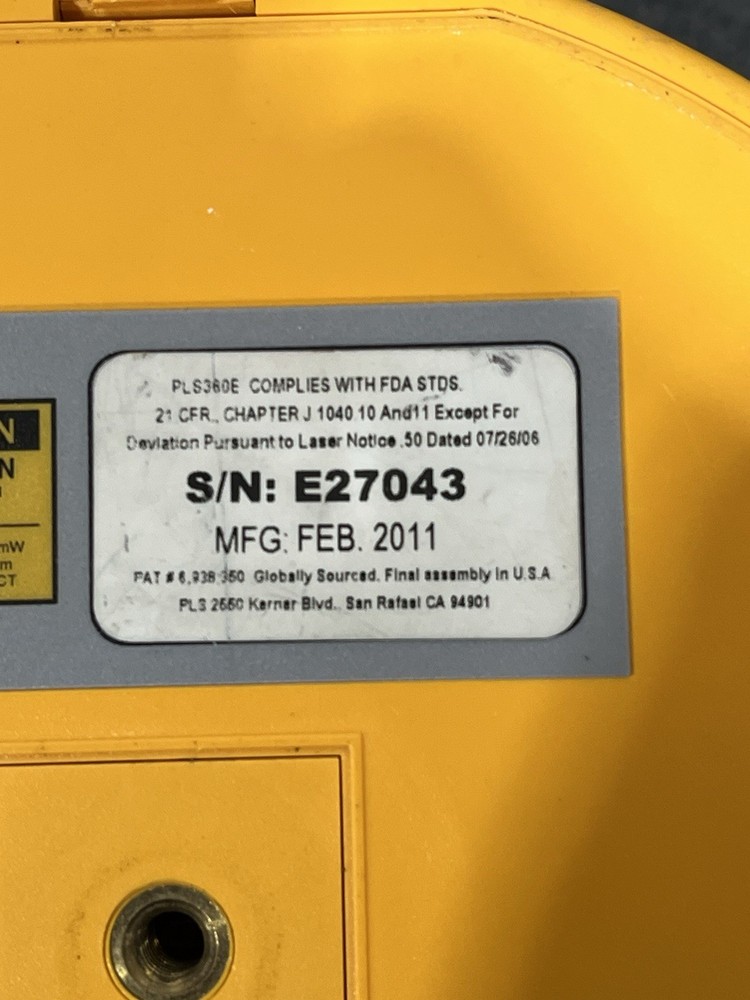 N
N
mW
m
CT
PLS360E COMPLIES WITH FDA STDS.
21 CFR., CHAPTER J 1040 10 And11 Except For
Deviation Pursuant to Laser Notice .50 Dated 07/26/06
S/N: E27043
MFG: FEB. 2011
PAT # 6,938,350 Globally Sourced. Final assembly in U.S.A
PLS 2550 Kerner Blvd., San Rafael CA 94901